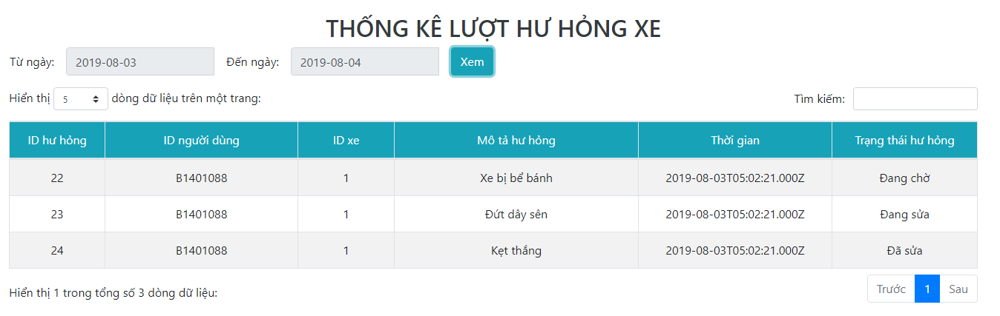 THỐNG KÊ LƯỢT HƯ HỎNG XE
Từ ngày: 2019-08-03 Đến ngày: 2019-08-04 Xem
Hiển thị 5 dòng dữ liệu trên một trang: Tìm kiếm:
ID hư hỏng ID người dùng ID xe Mô tả hư hỏng Thời gian Trạng thái hư hỏng
22 B1401088 1 Xe bị bể bánh 2019-08-03T05:02:21.000Z Đang chờ
23 B1401088 1 Đứt dây sên 2019-08-03T05:02:21.000Z Đang sửa
24 B1401088 1 Kẹt thắng 2019-08-03T05:02:21.000Z Đã sửa
Hiển thị 1 trong tổng số 3 dòng dữ liệu: Trước 1 Sau